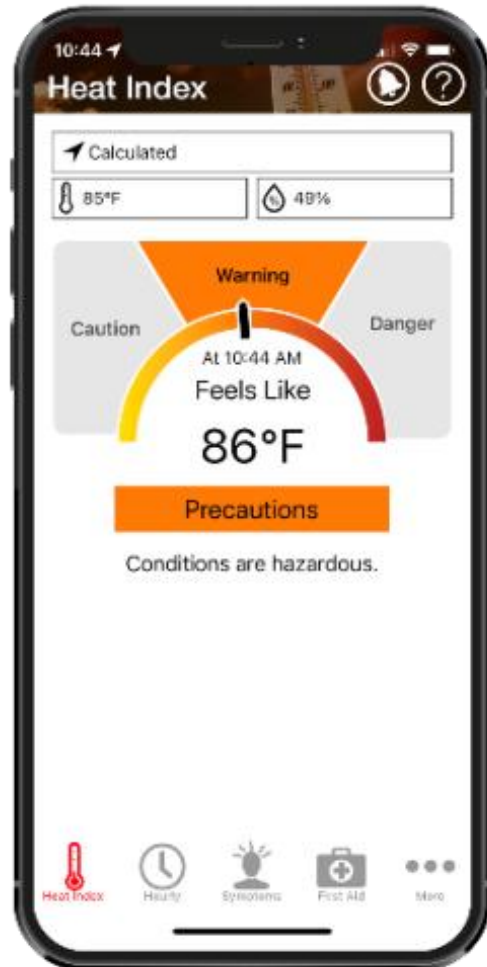 10:44
Heat Index
?
Calculated
85°F
% 49%
Warning
Caution
Danger
At 10:44 AM
Feels Like
86°F
Precautions
Conditions are hazardous.
Heat Index
Hourly
Symptoms
First Aid
More